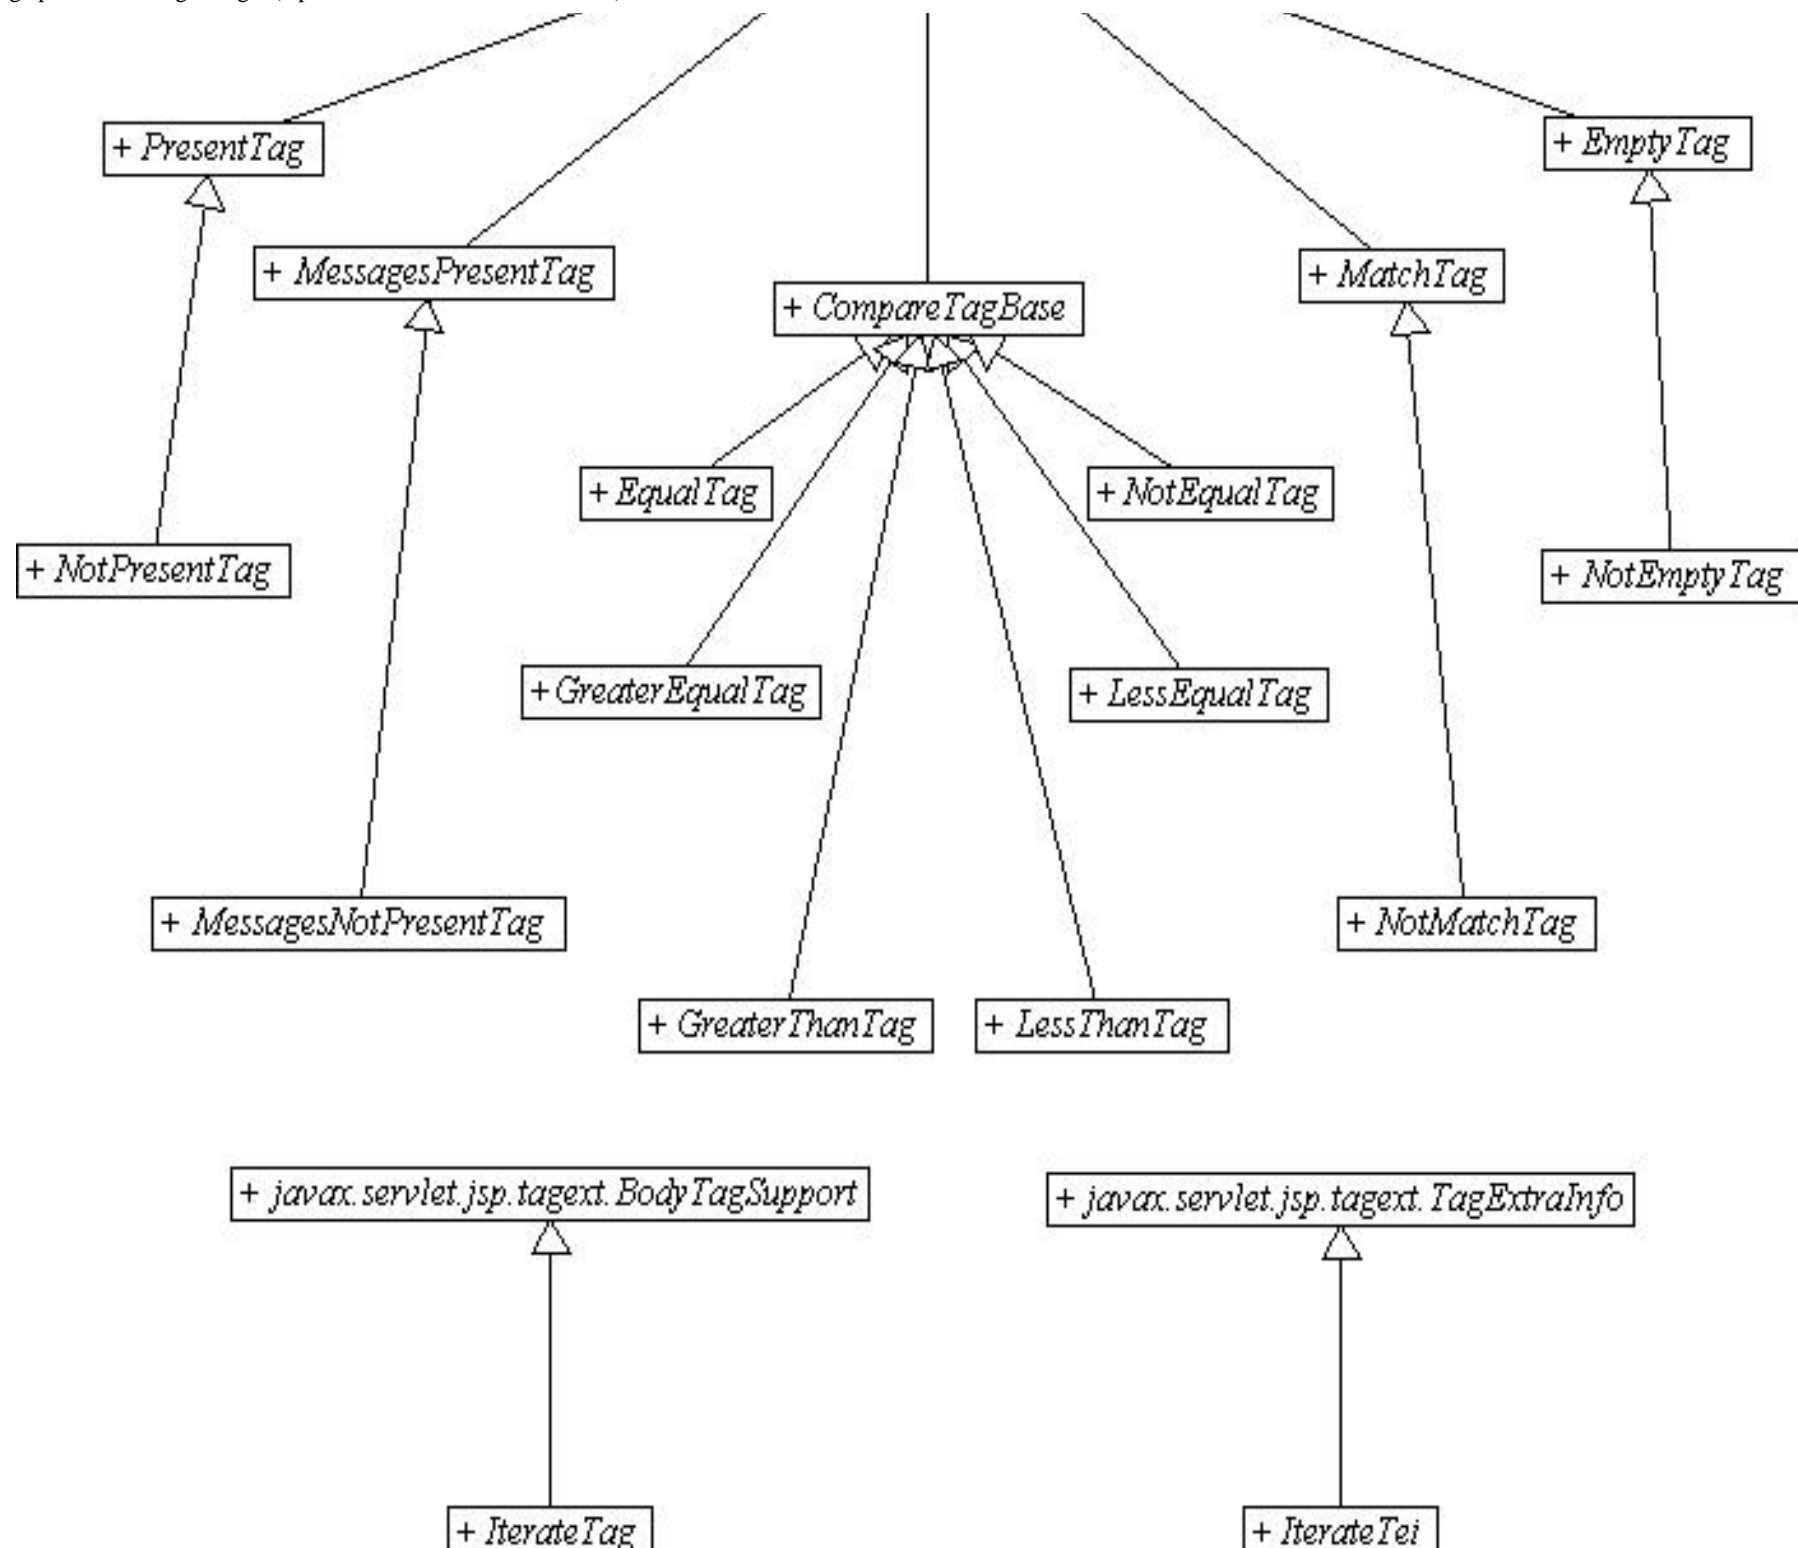 + PresentTag
+ EmptyTag
+ MessagesPresentTag
+ MatchTag
+ CompareTagBase
+ EqualTag
+ NotEqualTag
+ NotPresentTag
+ NotEmptyTag
+ GreaterEqualTag
+ LessEqualTag
+ MessagesNotPresentTag
+ NotMatchTag
+ GreaterThanTag
+ LessThanTag
+ javax.servlet.jsp.tagext.BodyTagSupport
+ javax.servlet.jsp.tagext.TagExtraInfo
+ IterateTag
+ IterateTei